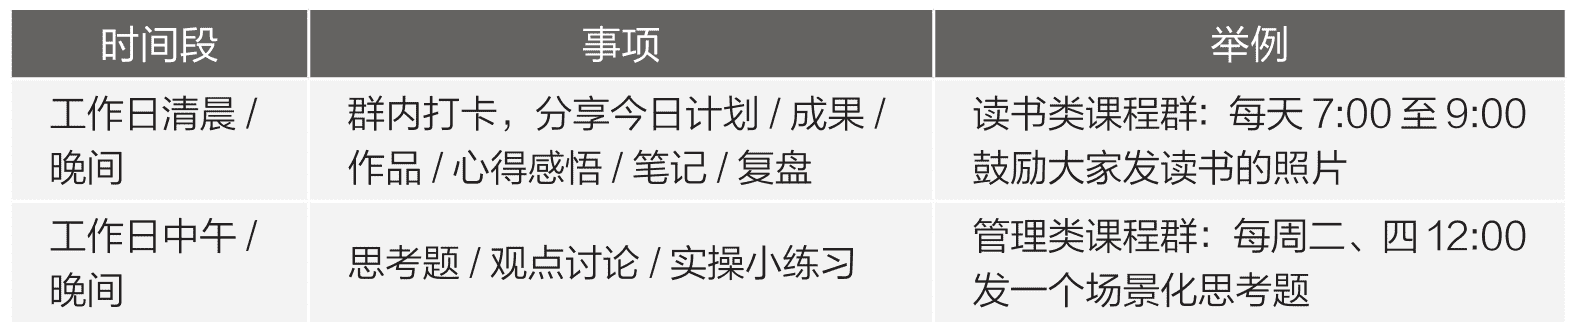 时间段 事项 举例
工作日清晨 /
晚间
群内打卡，分享今日计划 / 成果 /
作品 / 心得感悟 / 笔记 / 复盘
读书类课程群：每天 7:00 至 9:00
鼓励大家发读书的照片
工作日中午 /
晚间
思考题 / 观点讨论 / 实操小练习
管理类课程群：每周二、四 12:00
发一个场景化思考题